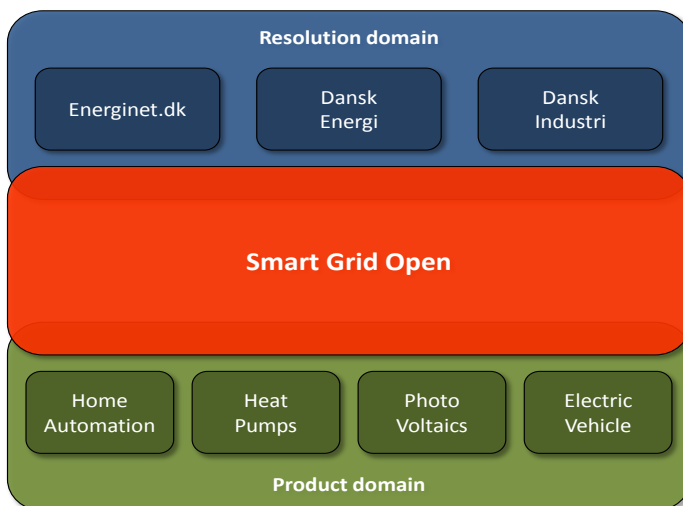 Resolution domain
Energinet.dk
Dansk
Energi
Dansk
Industri
Smart Grid Open
Home
Automation
Heat
Pumps
Photo
Voltaics
Electric
Vehicle
Product domain